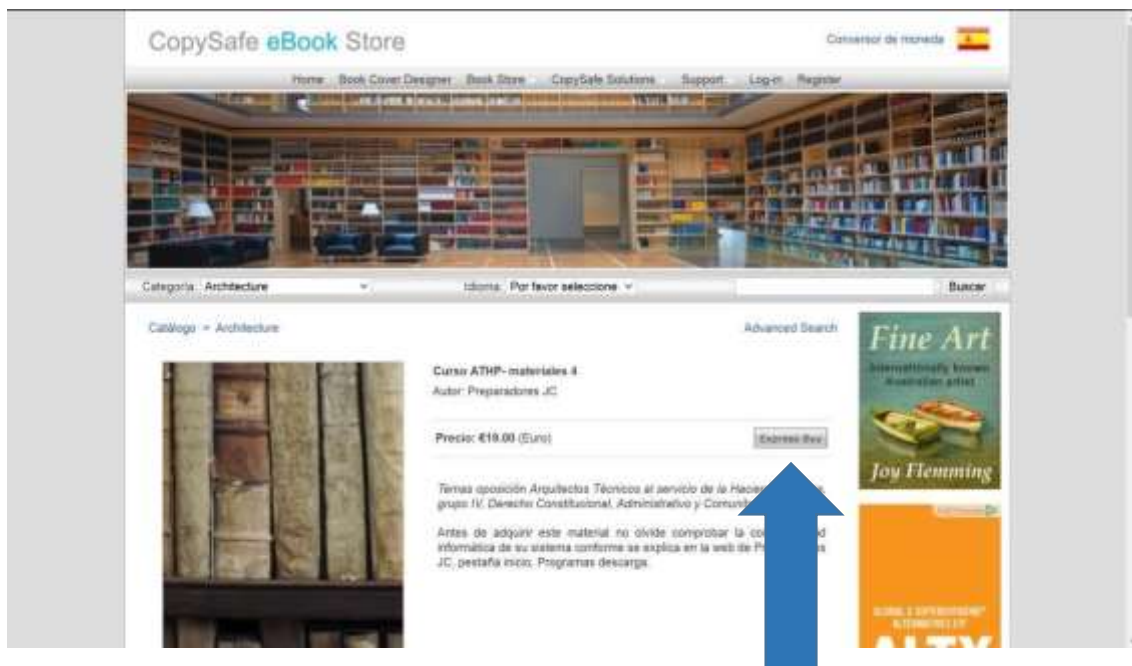 CopySafe eBook Store
Conversor de moneda
Home Book Cover Designer Book Store CopySafe Solutions Support Log-in Register
Categoría: Architecture Idioma: Por favor seleccione Buscar
Catálogo » Architecture Advanced Search
Curso ATHP- materiales 4
Autor: Preparadores JC
Precio: €19.00 (Euro) Express Buy
Temas oposición Arquitectos Técnicos al servicio de la
grupo IV, Derecho Constitucional, Administrativo y
Antes de adquirir este material no olvide comprobar la
informática de su sistema conforme se explica en la web de
JC, pestaña inicio, Programas descarga.
Fine Art
Internationally known
Australian artist
Joy Flemming